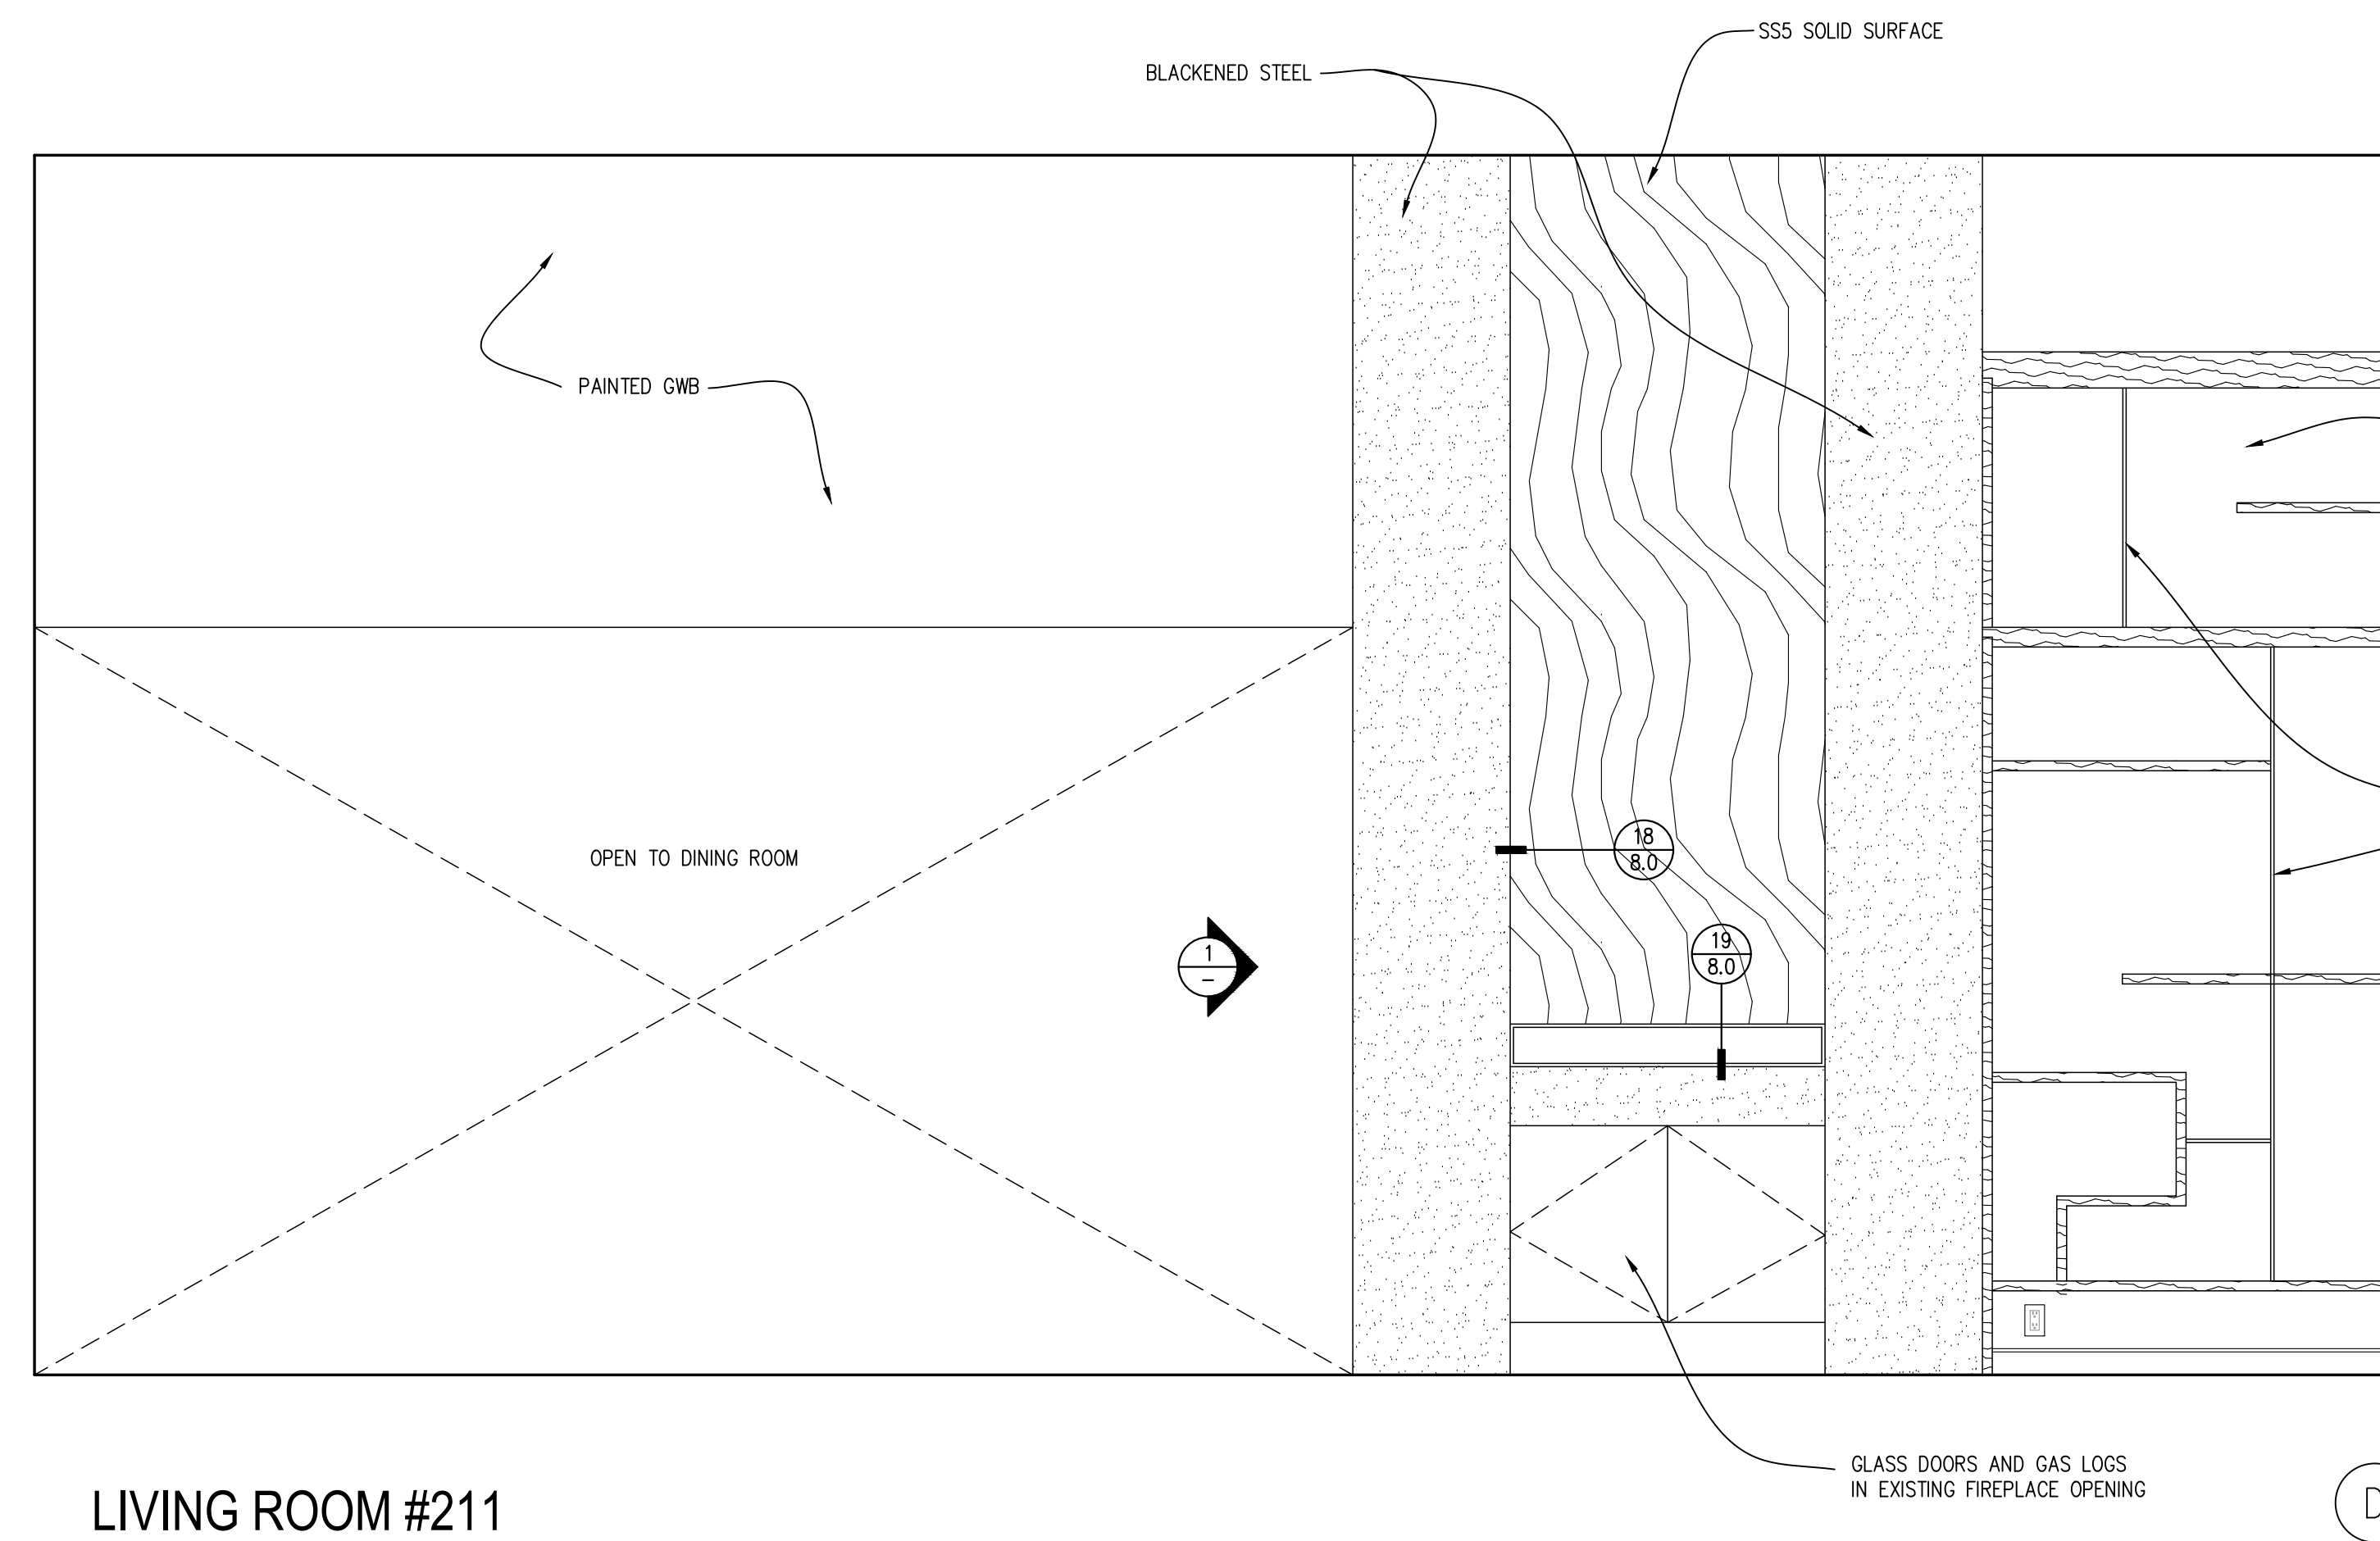 SS5 SOLID SURFACE
BLACKENED STEEL
PAINTED GWB
OPEN TO DINING ROOM
18
8.0
19
8.0
1
–
GLASS DOORS AND GAS LOGS
IN EXISTING FIREPLACE OPENING
LIVING ROOM #211
D